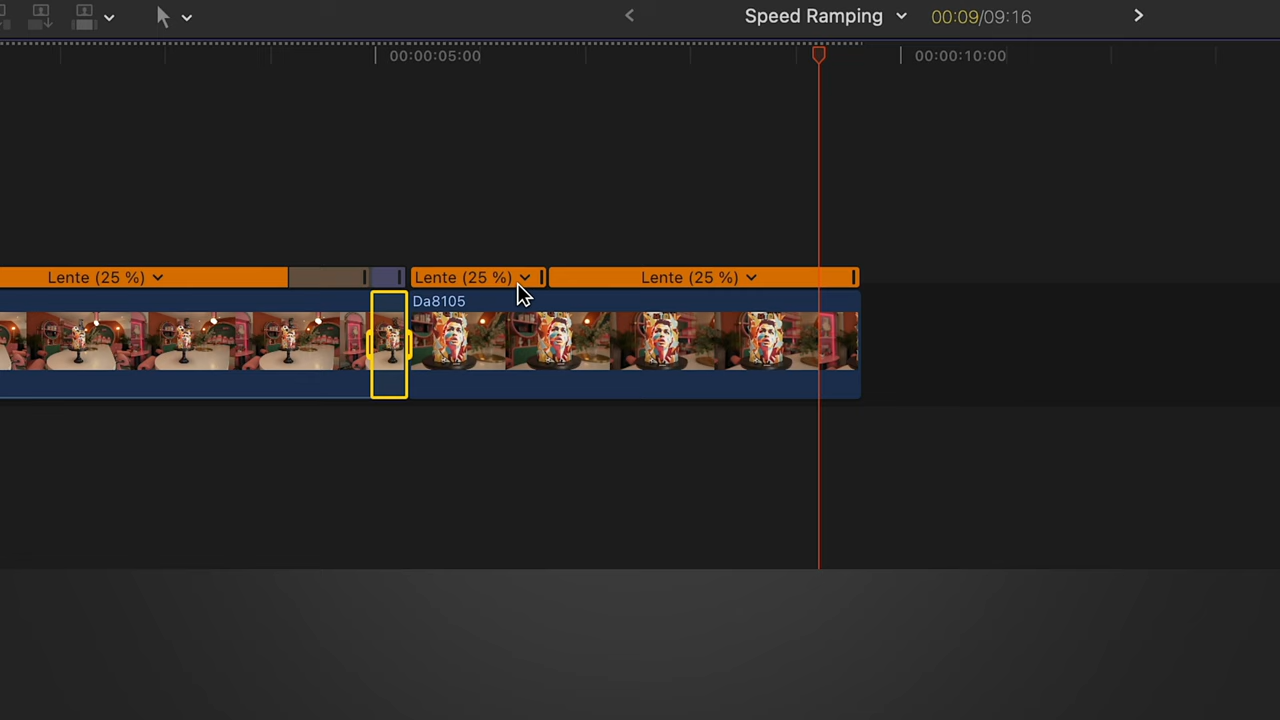 Speed Ramping 00:09/09:16
00:00:05:00 00:00:10:00
Lente (25 %) Lente (25 %) Lente (25 %)
Da8105